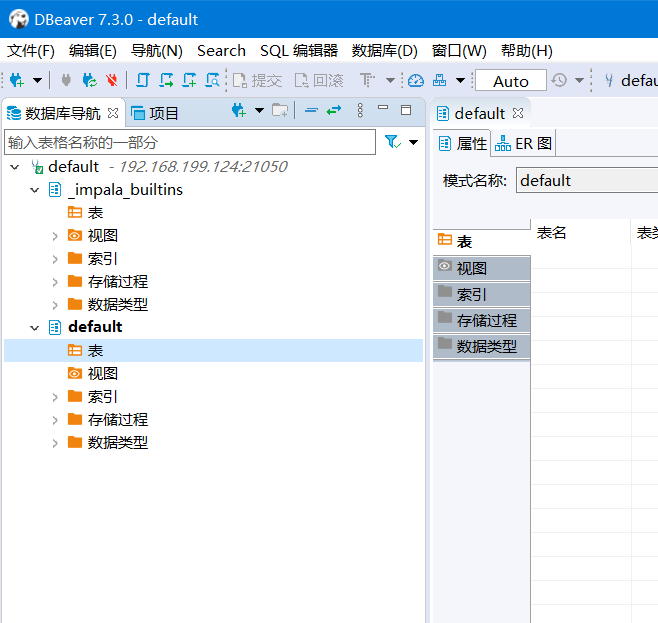 DBeaver 7.3.0 - default
文件(F) 编辑(E) 导航(N) Search SQL 编辑器 数据库(D) 窗口(W) 帮助(H)
提交 回滚 Auto defau
数据库导航 项目
输入表格名称的一部分
default - 192.168.199.124:21050
_impala_builtins
表
视图
索引
存储过程
数据类型
default
表
视图
索引
存储过程
数据类型
default
属性 ER 图
模式名称: default
表
视图
索引
存储过程
数据类型
表名 表类